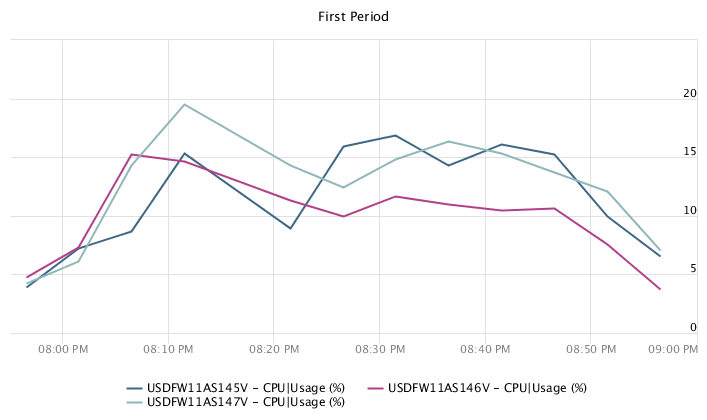 First Period
20
15
10
5
0
08:00 PM 08:10 PM 08:20 PM 08:30 PM 08:40 PM 08:50 PM 09:00 PM
USDFW11AS145V - CPU|Usage (%) USDFW11AS146V - CPU|Usage (%)
USDFW11AS147V - CPU|Usage (%)